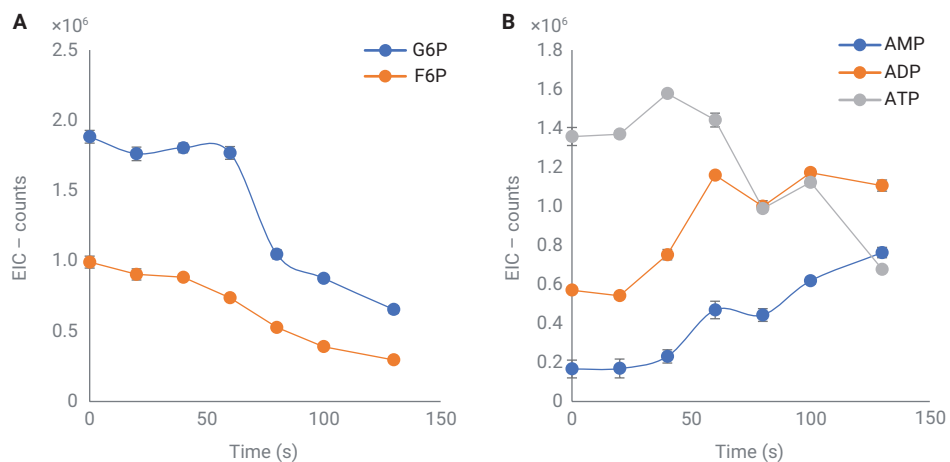 A
×10⁶
2.5
2.0
1.5
1.0
0.5
0
0
50
100
150
EIC – counts
Time (s)
G6P
F6P
B
×10⁶
1.8
1.6
1.4
1.2
1.0
0.8
0.6
0.4
0.2
0
0
50
100
150
EIC – counts
Time (s)
AMP
ADP
ATP